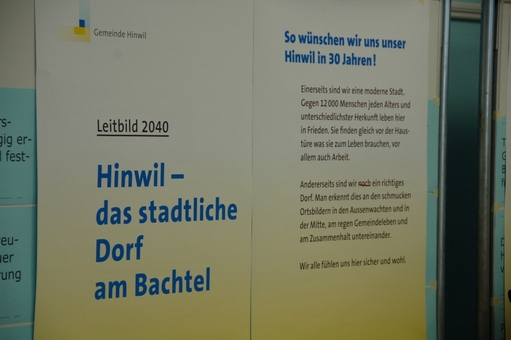 Gemeinde Hinwil
Leitbild 2040
Hinwil –
das stadtliche
Dorf
am Bachtel
So wünschen wir uns unser
Hinwil in 30 Jahren!
Einerseits sind wir eine moderne Stadt.
Gegen 12 000 Menschen jeden Alters und
unterschiedlichster Herkunft leben hier
in Frieden. Sie finden gleich vor der Haus-
türe was sie zum Leben brauchen, vor
allem auch Arbeit.
Andererseits sind wir noch ein richtiges
Dorf. Man erkennt dies an den schmucken
Ortsbildern in den Aussenwachten und in
der Mitte, am regen Gemeindeleben und
am Zusammenhalt untereinander.
Wir alle fühlen uns hier sicher und wohl.